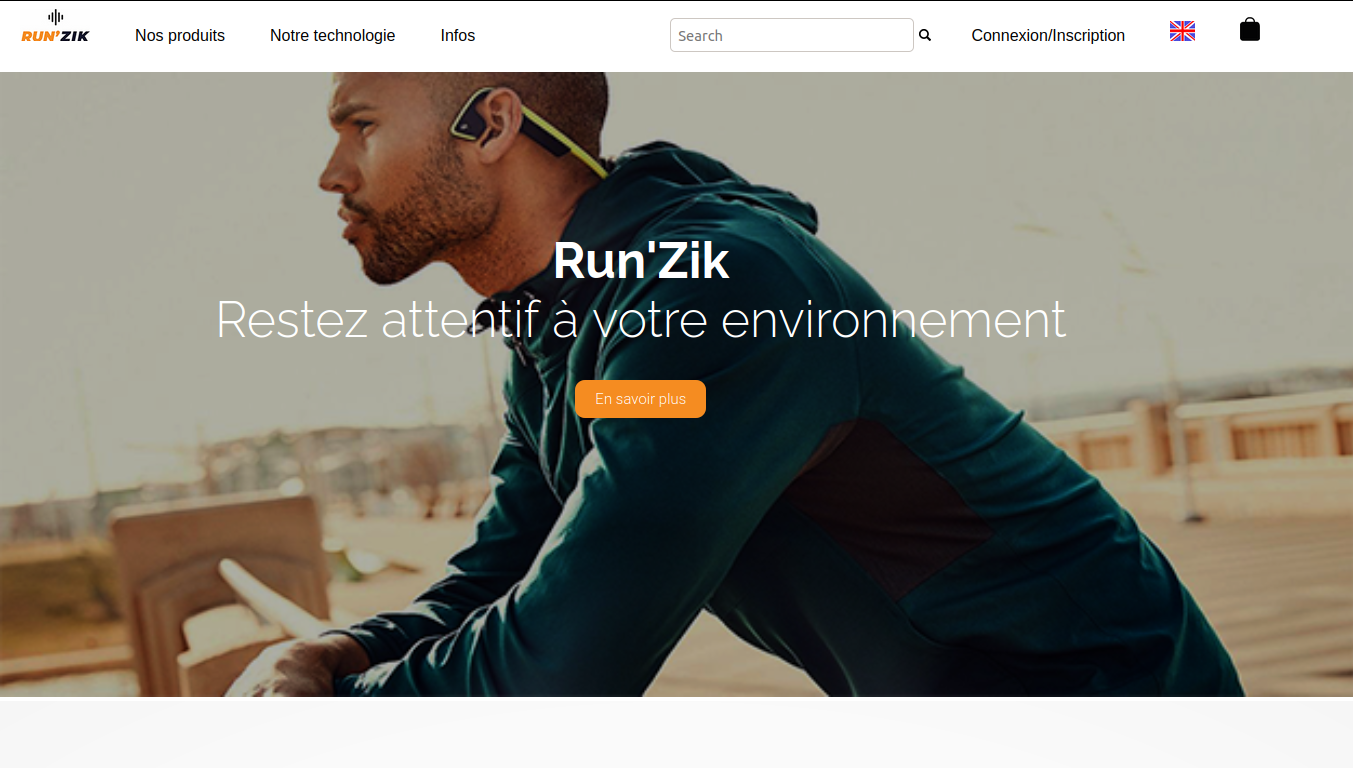 RUN'ZIK
Nos produits
Notre technologie
Infos
Search
Connexion/Inscription
Run'Zik
Restez attentif à votre environnement
En savoir plus